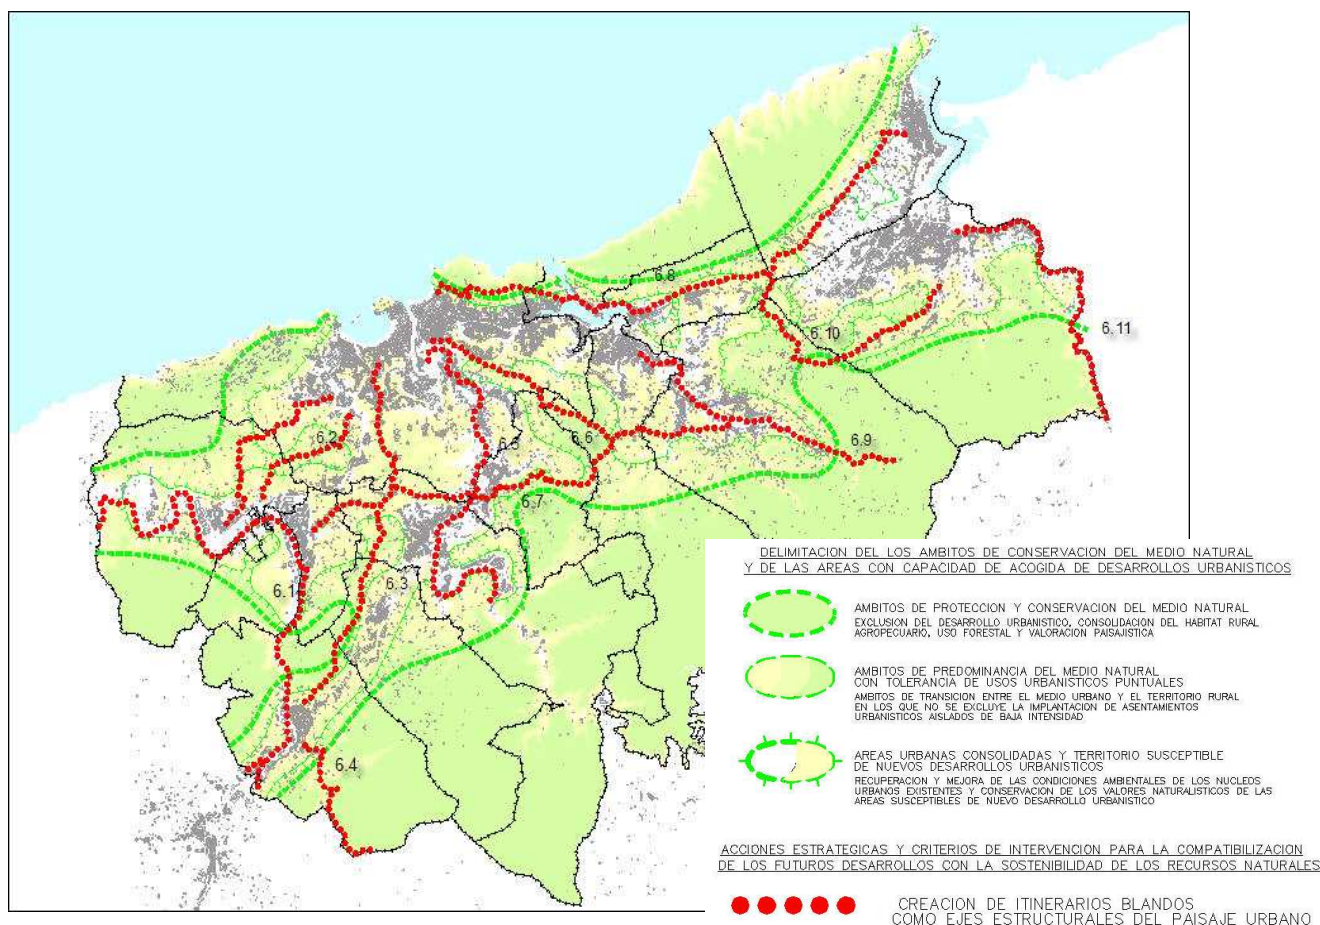 6.8
6.10
6.11
6.2
6.5
6.6
6.9
6.7
6.1
6.3
6.4
DELIMITACION DEL LOS AMBITOS DE CONSERVACION DEL MEDIO NATURAL
Y DE LAS AREAS CON CAPACIDAD DE ACOGIDA DE DESARROLLOS URBANISTICOS
AMBITOS DE PROTECCION Y CONSERVACION DEL MEDIO NATURAL
EXCLUSION DEL DESARROLLO URBANISTICO, CONSOLIDACION DEL HABITAT RURAL
AGROPECUARIO, USO FORESTAL Y VALORACION PAISAJISTICA
AMBITOS DE PREDOMINANCIA DEL MEDIO NATURAL
CON TOLERANCIA DE USOS URBANISTICOS PUNTUALES
AMBITOS DE TRANSICION ENTRE EL MEDIO URBANO Y EL TERRITORIO RURAL
EN LOS QUE NO SE EXCLUYE LA IMPLANTACION DE ASENTAMIENTOS
URBANISTICOS AISLADOS DE BAJA INTENSIDAD
AREAS URBANAS CONSOLIDADAS Y TERRITORIO SUSCEPTIBLE
DE NUEVOS DESARROLLOS URBANISTICOS
RECUPERACION Y MEJORA DE LAS CONDICIONES AMBIENTALES DE LOS NUCLEOS
URBANOS EXISTENTES Y CONSERVACION DE LOS VALORES NATURALISTICOS DE LAS
AREAS SUSCEPTIBLES DE NUEVO DESARROLLO URBANISTICO
ACCIONES ESTRATEGICAS Y CRITERIOS DE INTERVENCION PARA LA COMPATIBILIZACION
DE LOS FUTUROS DESARROLLOS CON LA SOSTENIBILIDAD DE LOS RECURSOS NATURALES
CREACION DE ITINERARIOS BLANDOS
COMO EJES ESTRUCTURALES DEL PAISAJE URBANO